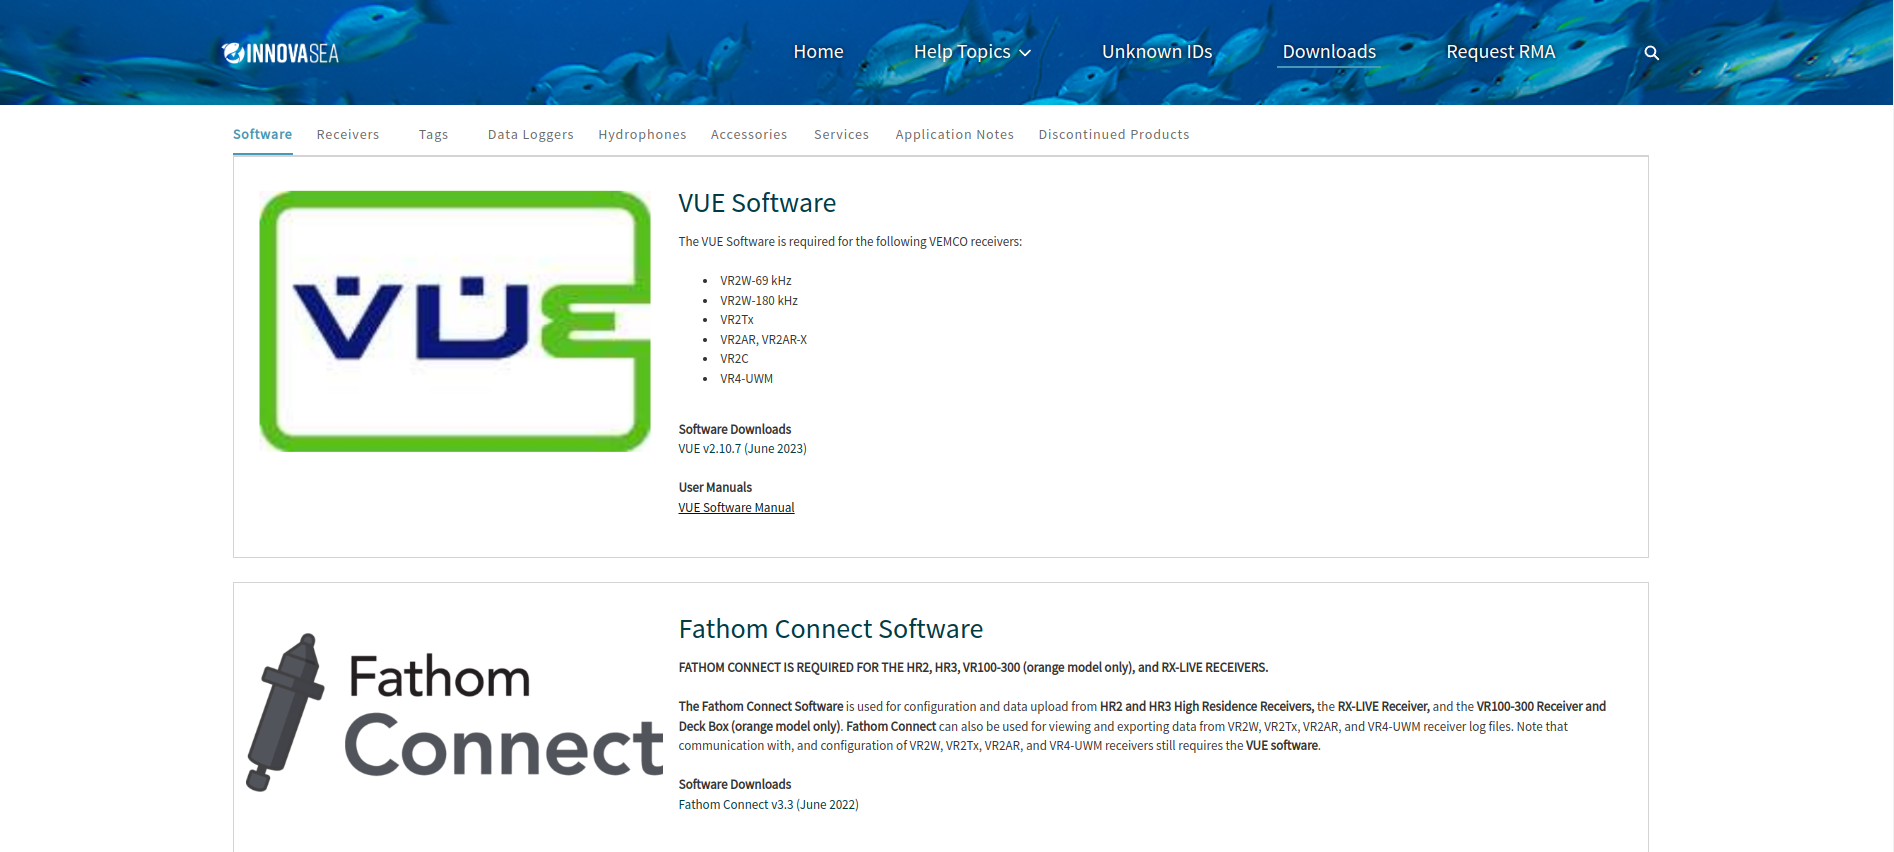 INNOVASEA
Home
Help Topics
Unknown IDs
Downloads
Request RMA
Software
Receivers
Tags
Data Loggers
Hydrophones
Accessories
Services
Application Notes
Discontinued Products
VUE
VUE Software
The VUE Software is required for the following VEMCO receivers:
• VR2W-69 kHz
• VR2W-180 kHz
• VR2Tx
• VR2AR, VR2AR-X
• VR2C
• VR4-UWM
Software Downloads
VUE v2.10.7 (June 2023)
User Manuals
VUE Software Manual
Fathom
Connect
Fathom Connect Software
FATHOM CONNECT IS REQUIRED FOR THE HR2, HR3, VR100-300 (orange model only), and RX-LIVE RECEIVERS.
The Fathom Connect Software is used for configuration and data upload from HR2 and HR3 High Residence Receivers, the RX-LIVE Receiver, and the VR100-300 Receiver and
Deck Box (orange model only). Fathom Connect can also be used for viewing and exporting data from VR2W, VR2Tx, VR2AR, and VR4-UWM receiver log files. Note that
communication with, and configuration of VR2W, VR2Tx, VR2AR, and VR4-UWM receivers still requires the VUE software.
Software Downloads
Fathom Connect v3.3 (June 2022)